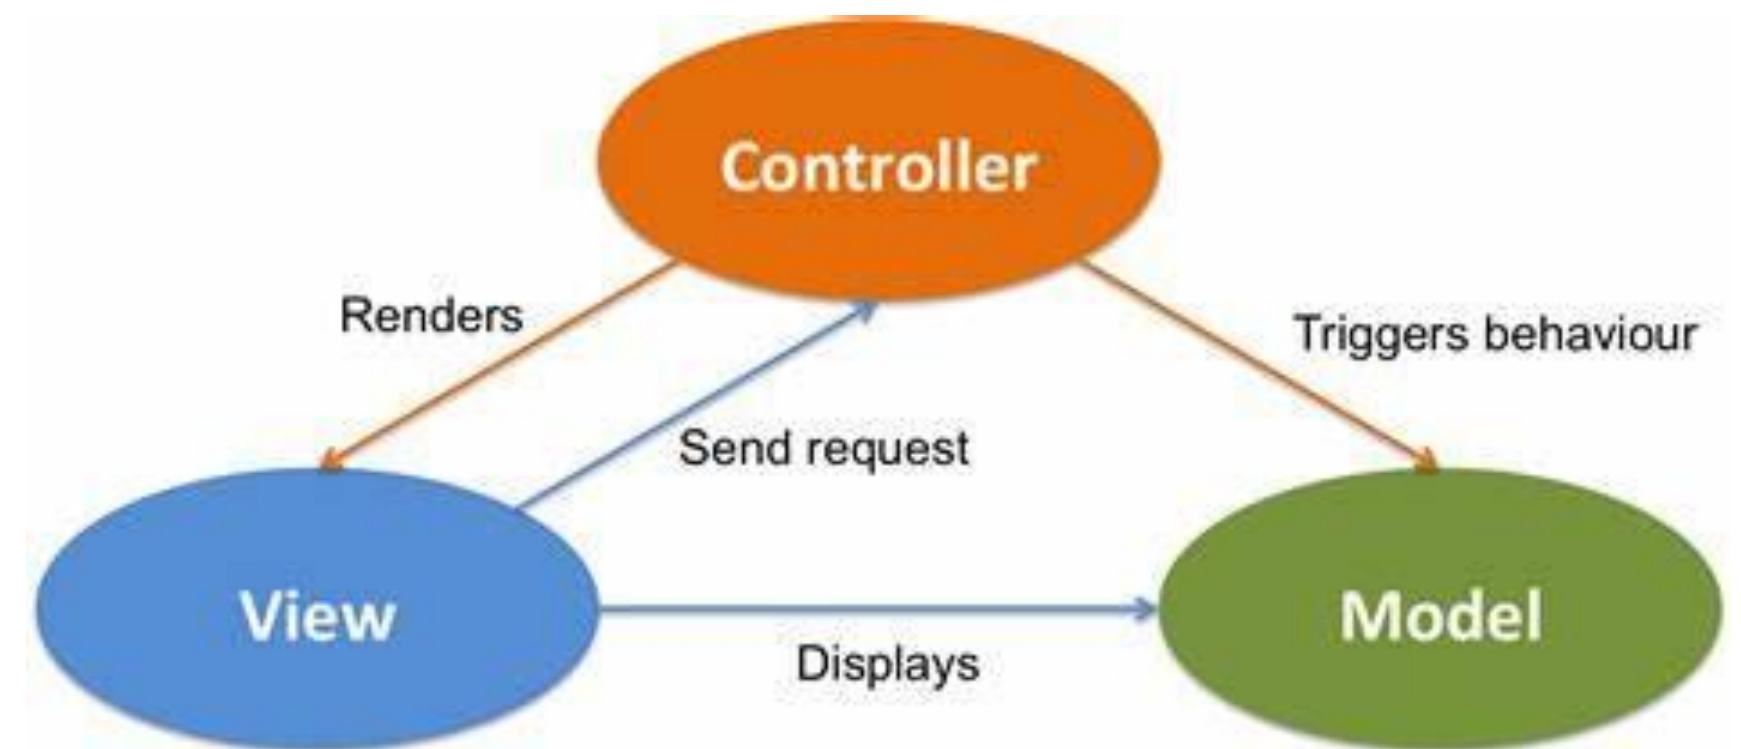 Controller
Renders
Triggers behaviour
Send request
View
Model
Displays